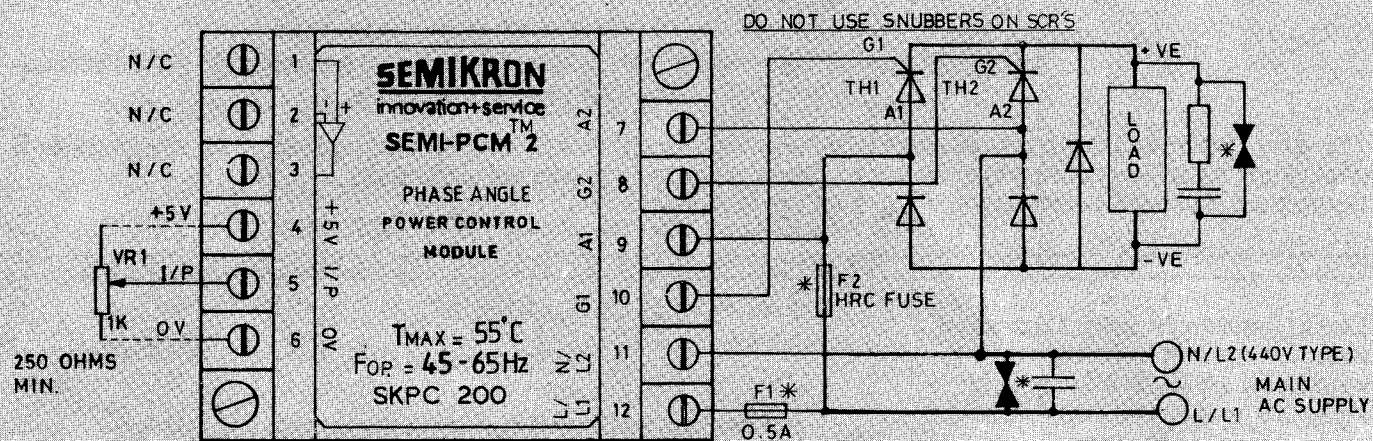 DO NOT USE SNUBBERS ON SCR'S
N/C
N/C
N/C
+5V
VR1
I/P
1K
0V
250 OHMS
MIN.
1
2
3
4
5
6
- +
+5V
I/P
0V
SEMIKRON
innovation+service
SEMI-PCM™ 2
PHASE ANGLE
POWER CONTROL
MODULE
TMAX = 55°C
FOP. = 45-65Hz
SKPC 200
A2
G2
A1
G1
N/
L2
L/
L1
7
8
9
10
11
12
G1
TH1
A1
G2
TH2
A2
+VE
LOAD
*
-VE
* F2
HRC FUSE
F1 *
0.5A
*
N/L2 (440V TYPE)
~
MAIN
AC SUPPLY
L/L1